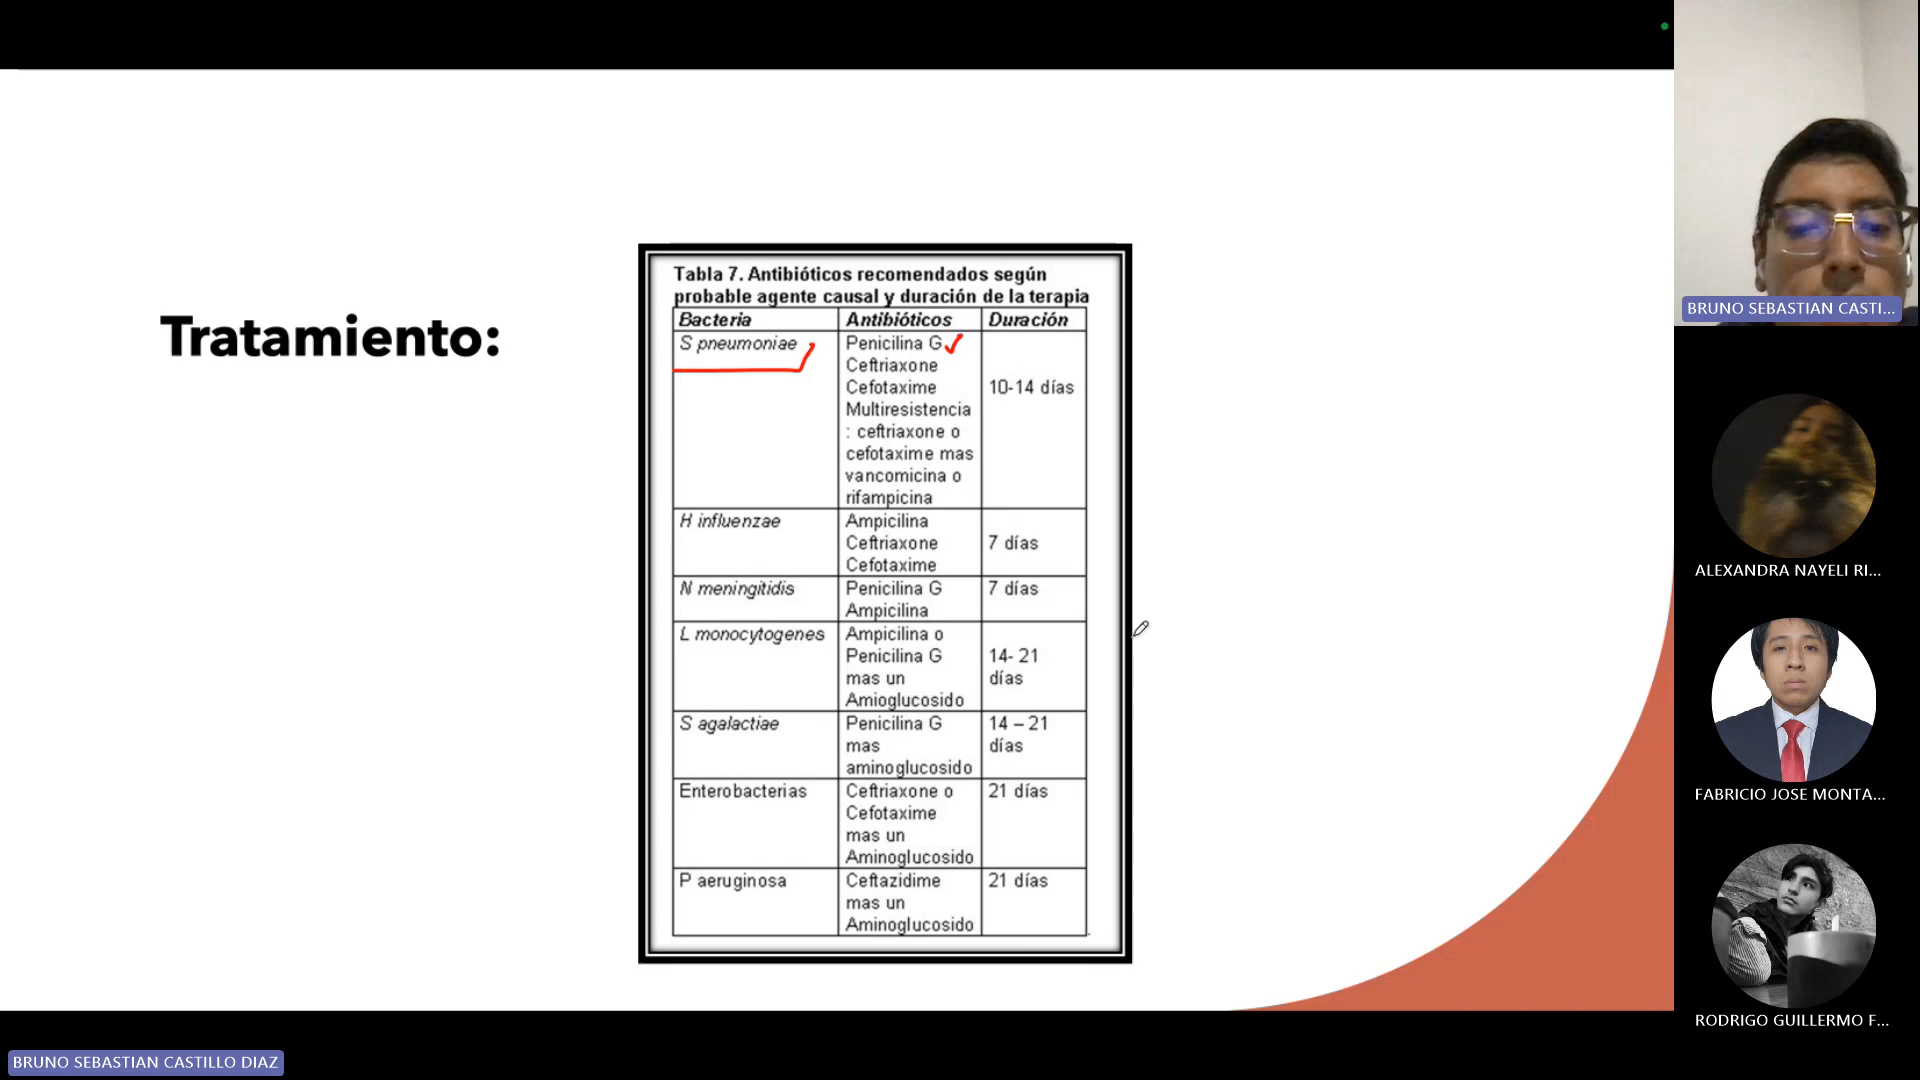 Tratamiento:
Tabla 7. Antibióticos recomendados según
probable agente causal y duración de la terapia
Bacteria Antibióticos Duración
S pneumoniae Penicilina G
Ceftriaxone
Cefotaxime 10-14 días
Multiresistencia
: ceftriaxone o
cefotaxime mas
vancomicina o
rifampicina
H influenzae Ampicilina
Ceftriaxone 7 días
Cefotaxime
N meningitidis Penicilina G 7 días
Ampicilina
L monocytogenes Ampicilina o
Penicilina G 14- 21
mas un días
Amioglucosido
S agalactiae Penicilina G 14 – 21
mas días
aminoglucosido
Enterobacterias Ceftriaxone o 21 días
Cefotaxime
mas un
Aminoglucosido
P aeruginosa Ceftazidime 21 días
mas un
Aminoglucosido
BRUNO SEBASTIAN CASTI...
ALEXANDRA NAYELI RI...
FABRICIO JOSE MONTA...
RODRIGO GUILLERMO F...
BRUNO SEBASTIAN CASTILLO DIAZ